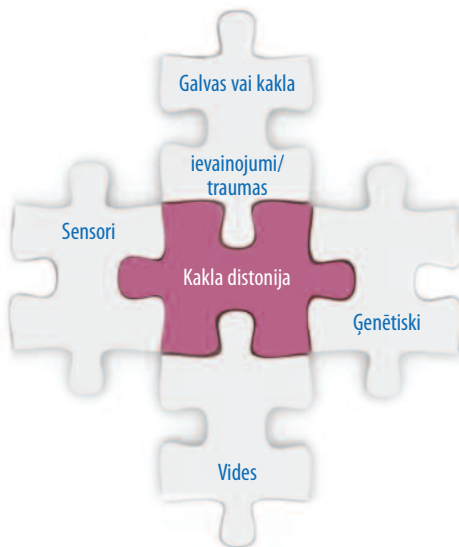 Galvas vai kakla
ievainojumi/
traumas
Sensori
Kakla distonija
Ģenētiski
Vides